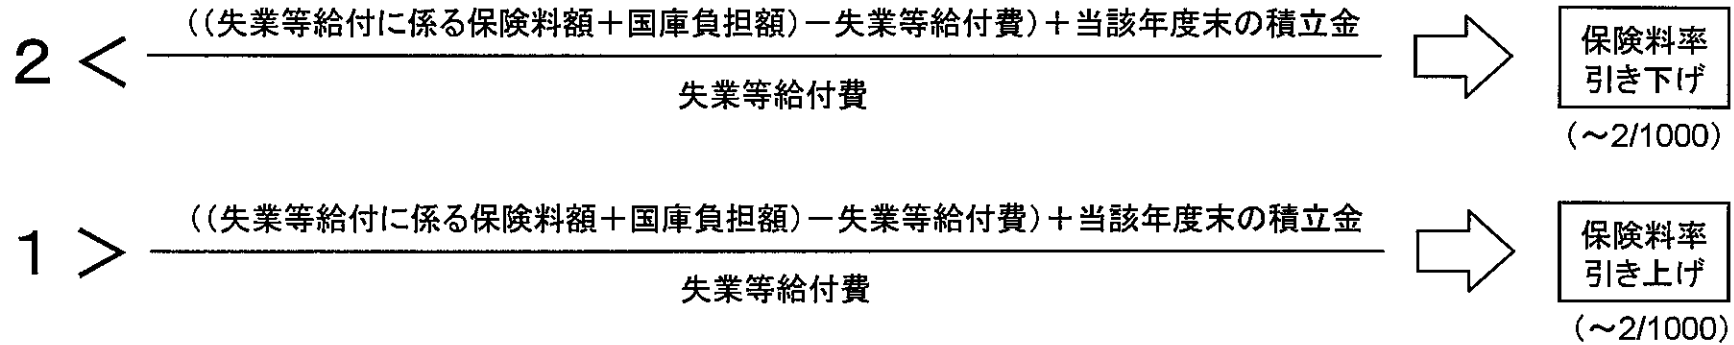 ((失業等給付に係る保険料額＋国庫負担額)－失業等給付費)＋当該年度末の積立金
2 <
失業等給付費
保険料率
引き下げ
(～2/1000)
((失業等給付に係る保険料額＋国庫負担額)－失業等給付費)＋当該年度末の積立金
1 >
失業等給付費
保険料率
引き上げ
(～2/1000)